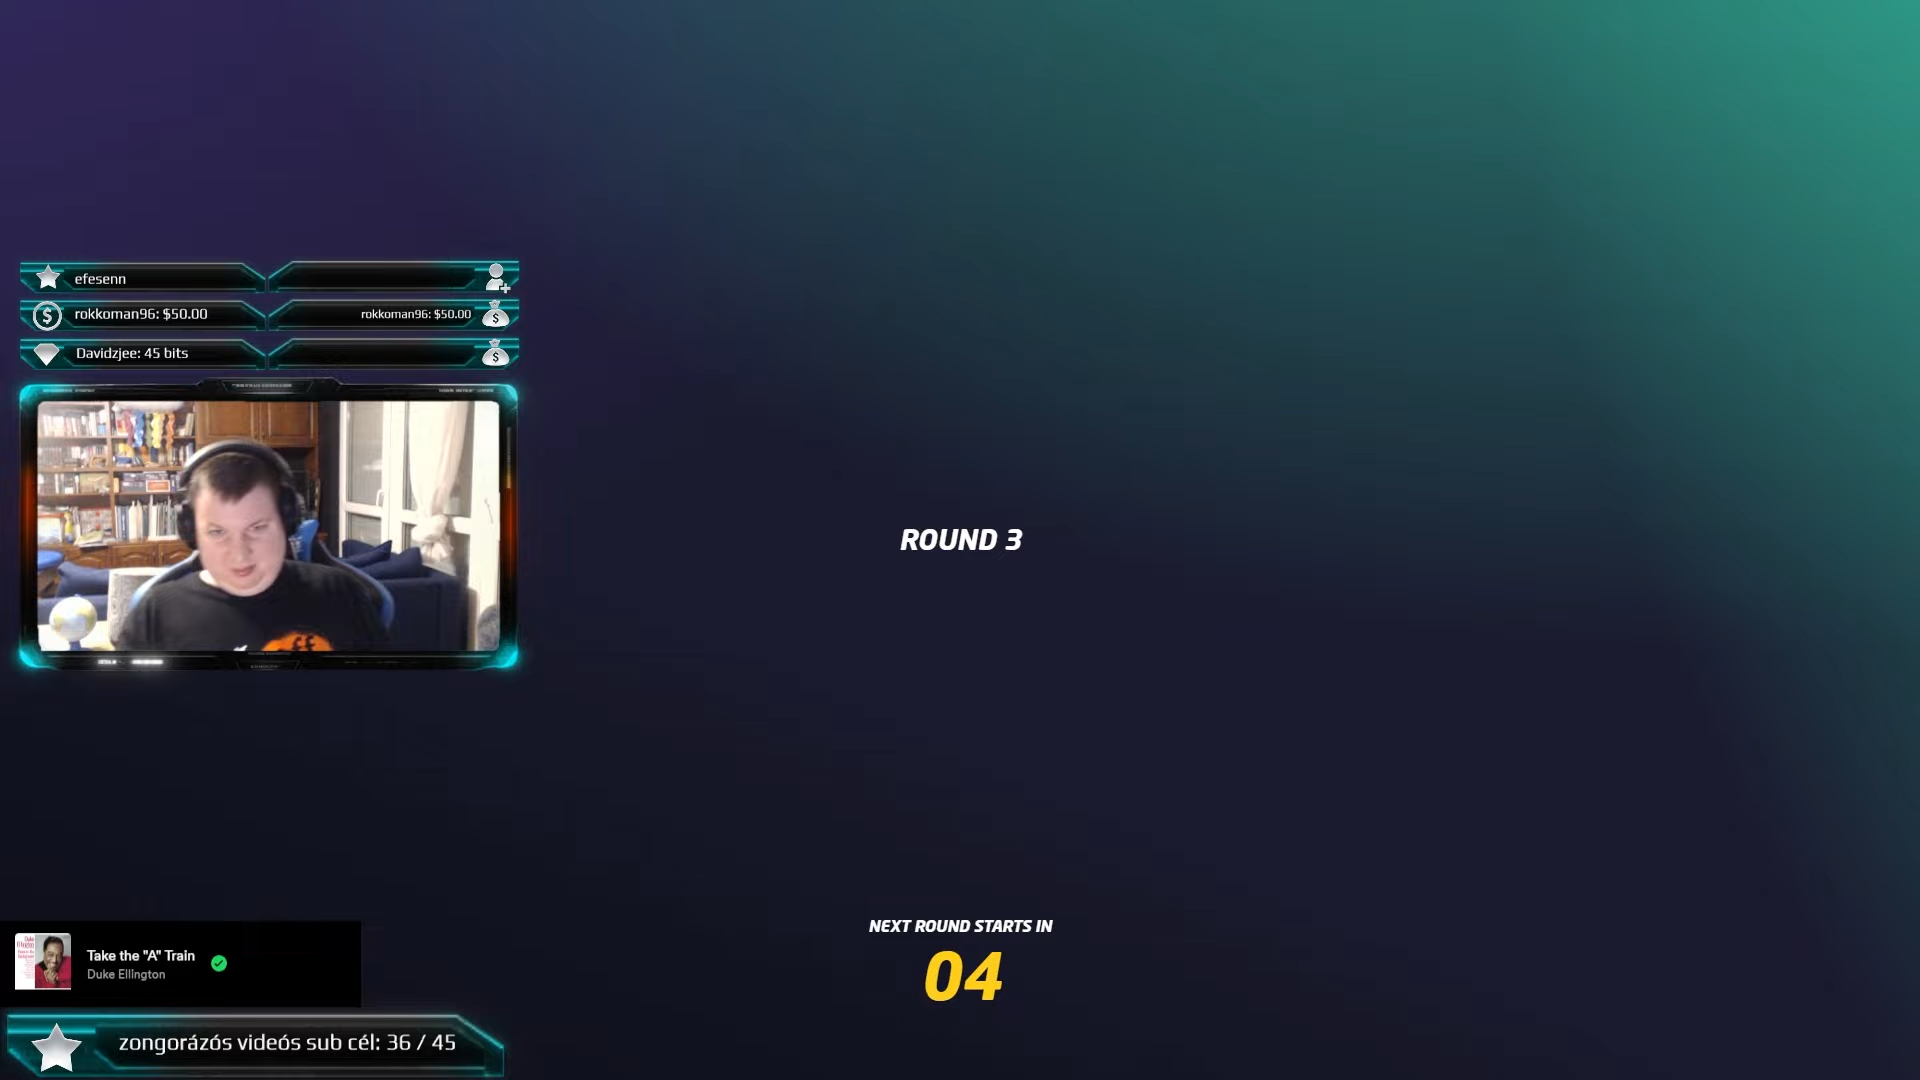 efesenn
rokkoman96: $50.00
rokkoman96: $50.00
Davidzjee: 45 bits
ROUND 3
NEXT ROUND STARTS IN
04
Take the "A" Train
Duke Ellington
zongorázós videós sub cél: 36 / 45